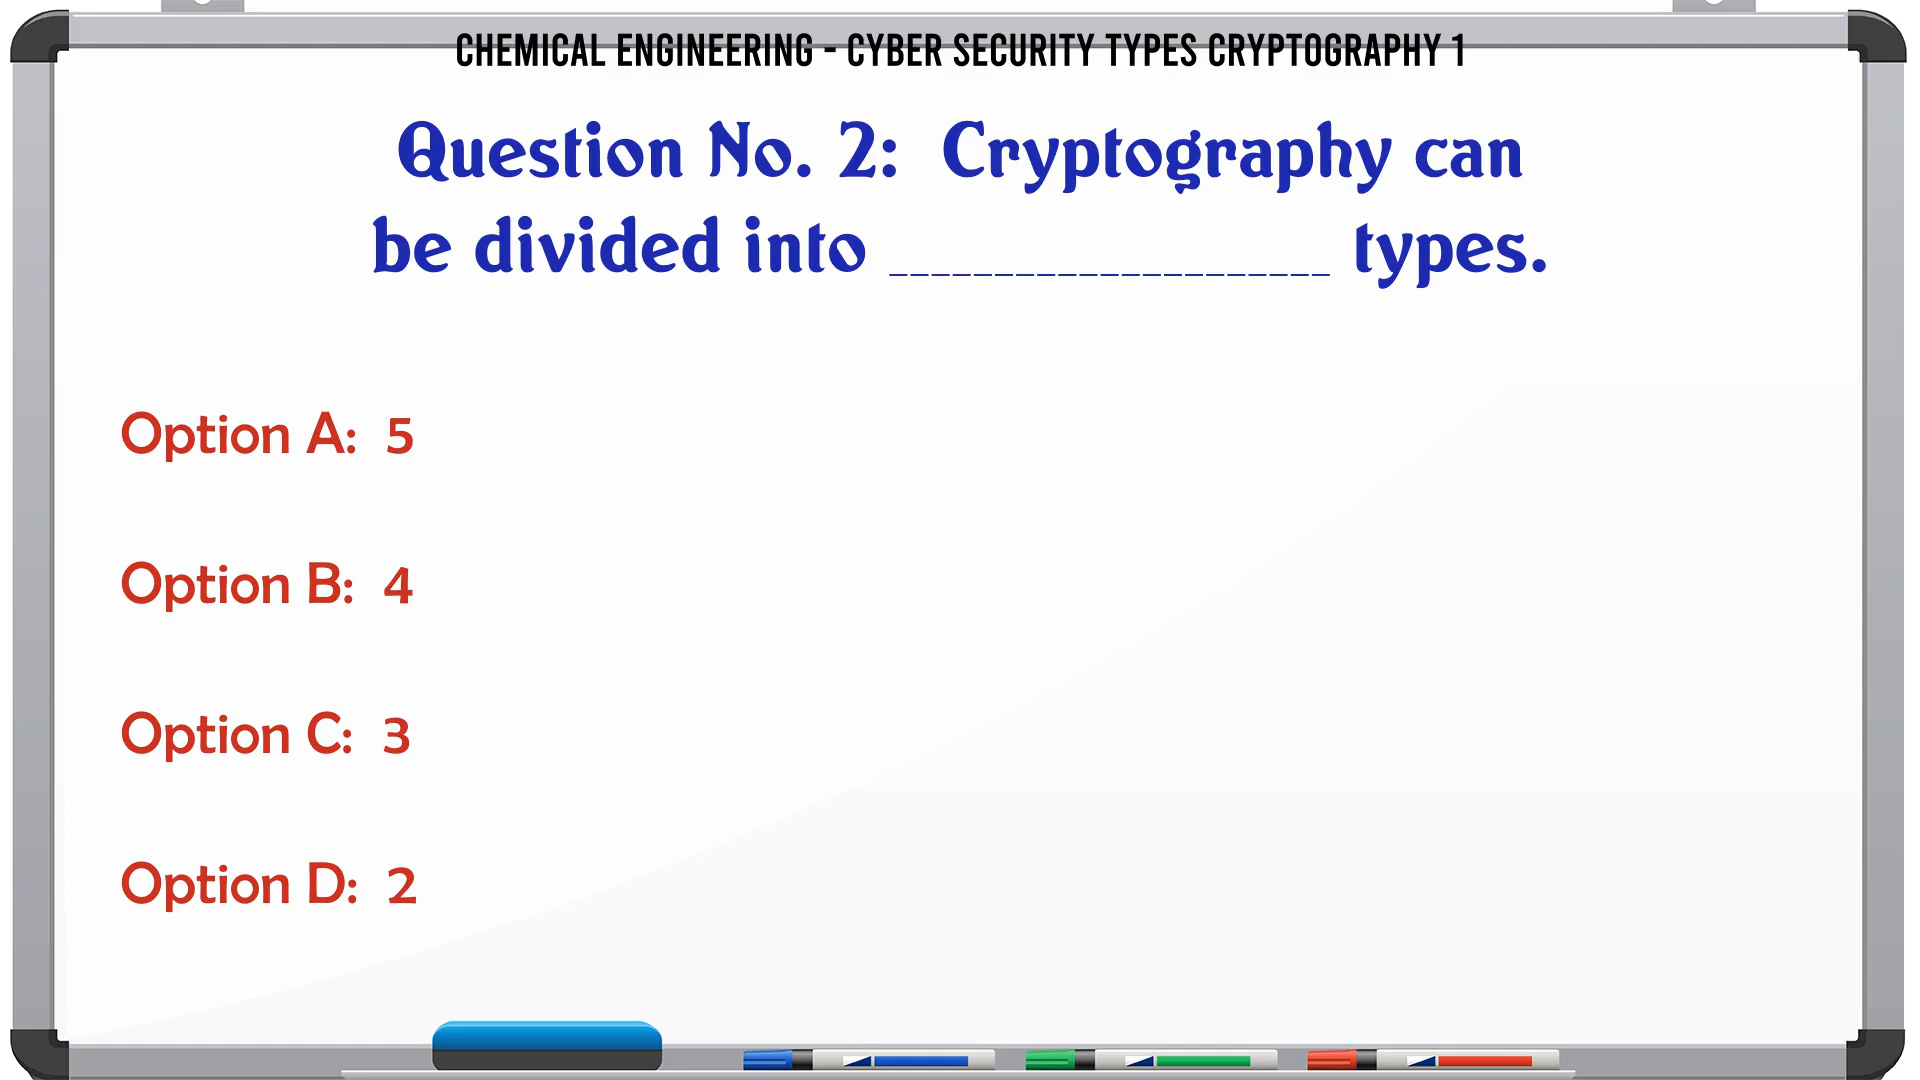 CHEMICAL ENGINEERING - CYBER SECURITY TYPES CRYPTOGRAPHY 1
Question No. 2: Cryptography can
be divided into _____________________ types.
Option A: 5
Option B: 4
Option C: 3
Option D: 2